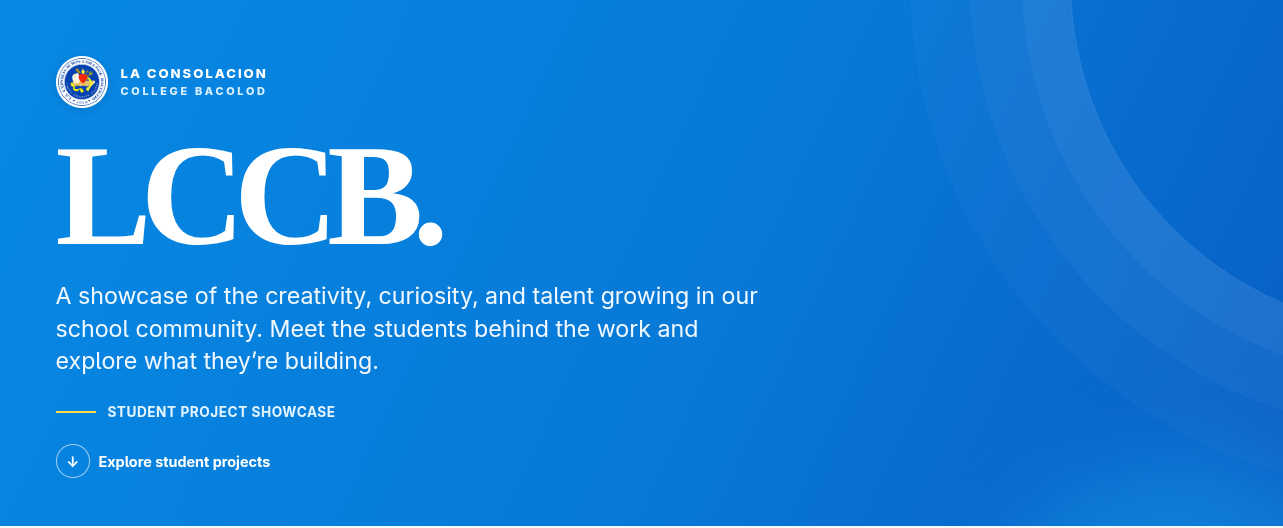 LA CONSOLACION
COLLEGE BACOLOD
LCCB.
A showcase of the creativity, curiosity, and talent growing in our
school community. Meet the students behind the work and
explore what they’re building.
STUDENT PROJECT SHOWCASE
Explore student projects